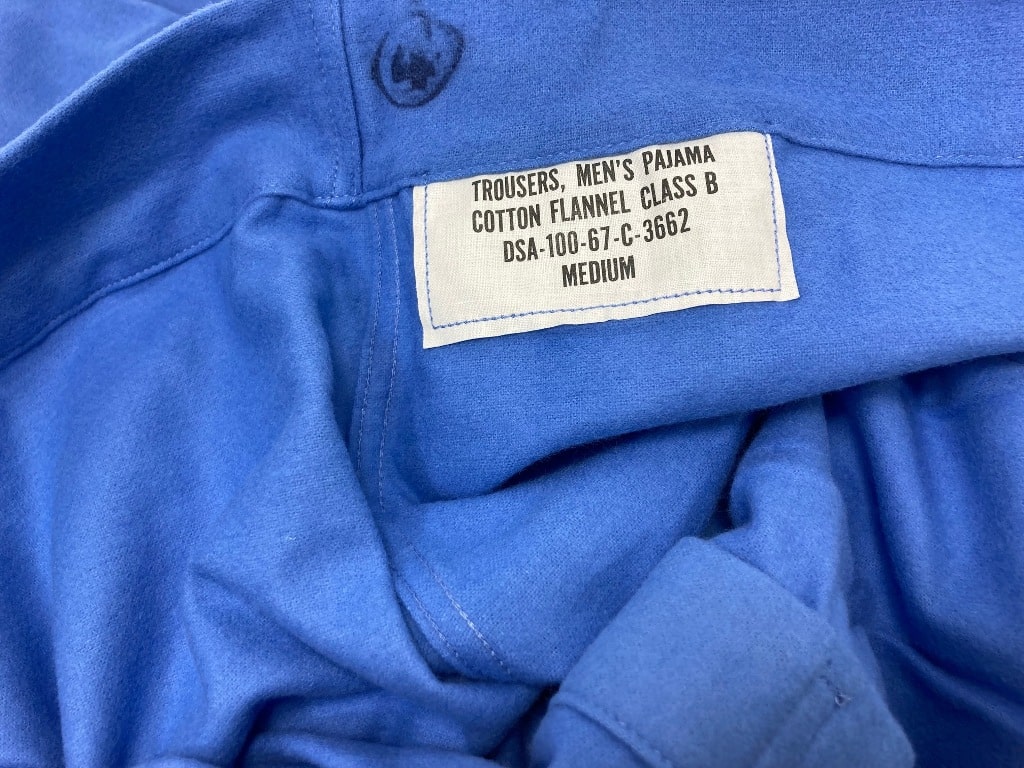 TROUSERS, MEN'S PAJAMA
COTTON FLANNEL CLASS B
DSA-100-67-C-3662
MEDIUM